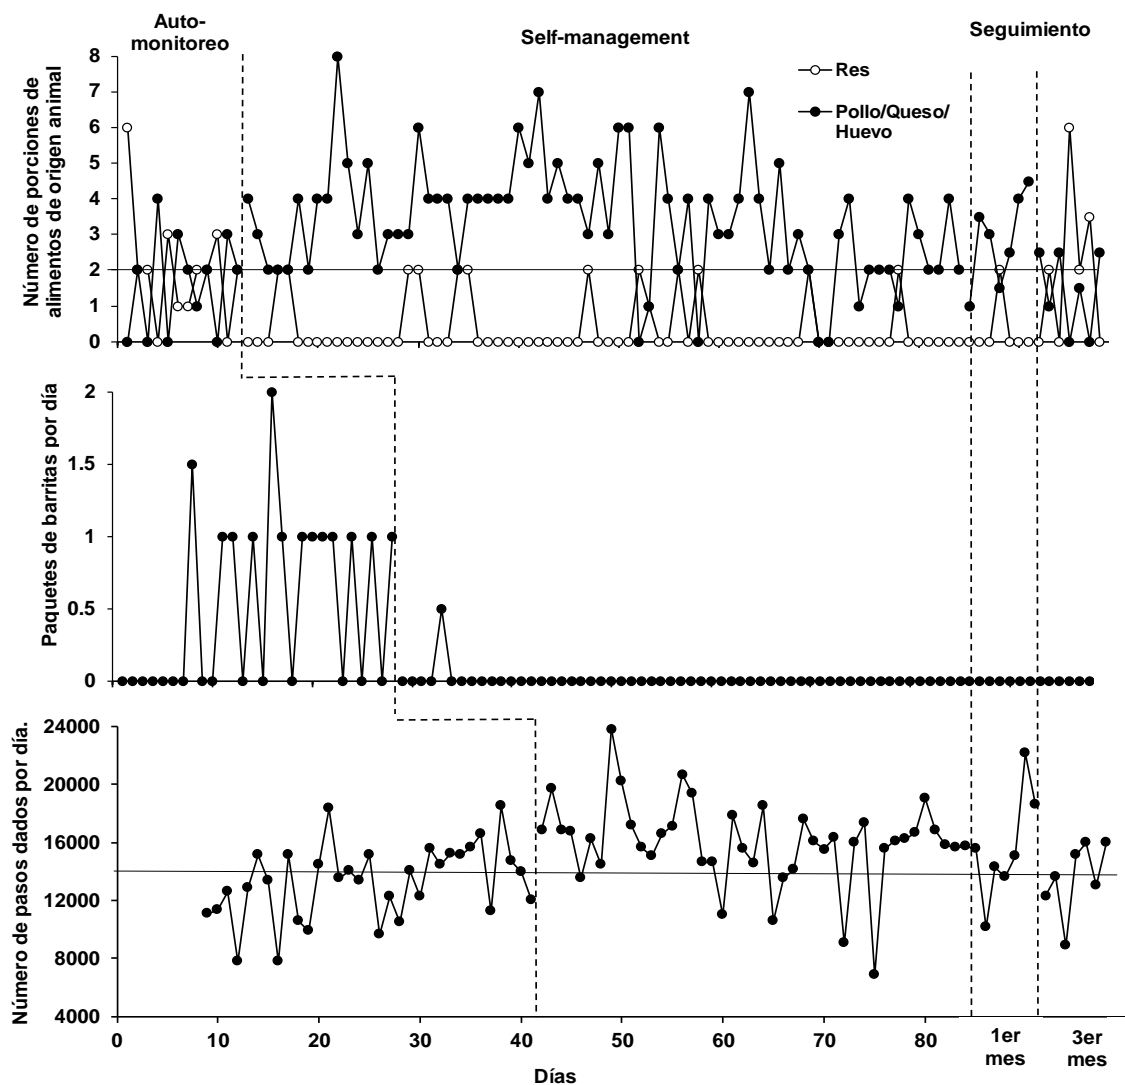 Auto-
monitoreo
Self-management
Seguimiento
Res
Pollo/Queso/
Huevo
Número de porciones de
alimentos de origen animal
8
7
6
5
4
3
2
1
0
Paquetes de barritas por día
2
1.5
1
0.5
0
Número de pasos dados por día.
24000
20000
16000
12000
8000
4000
0
10
20
30
40
50
60
70
80
1er
mes
3er
mes
Días